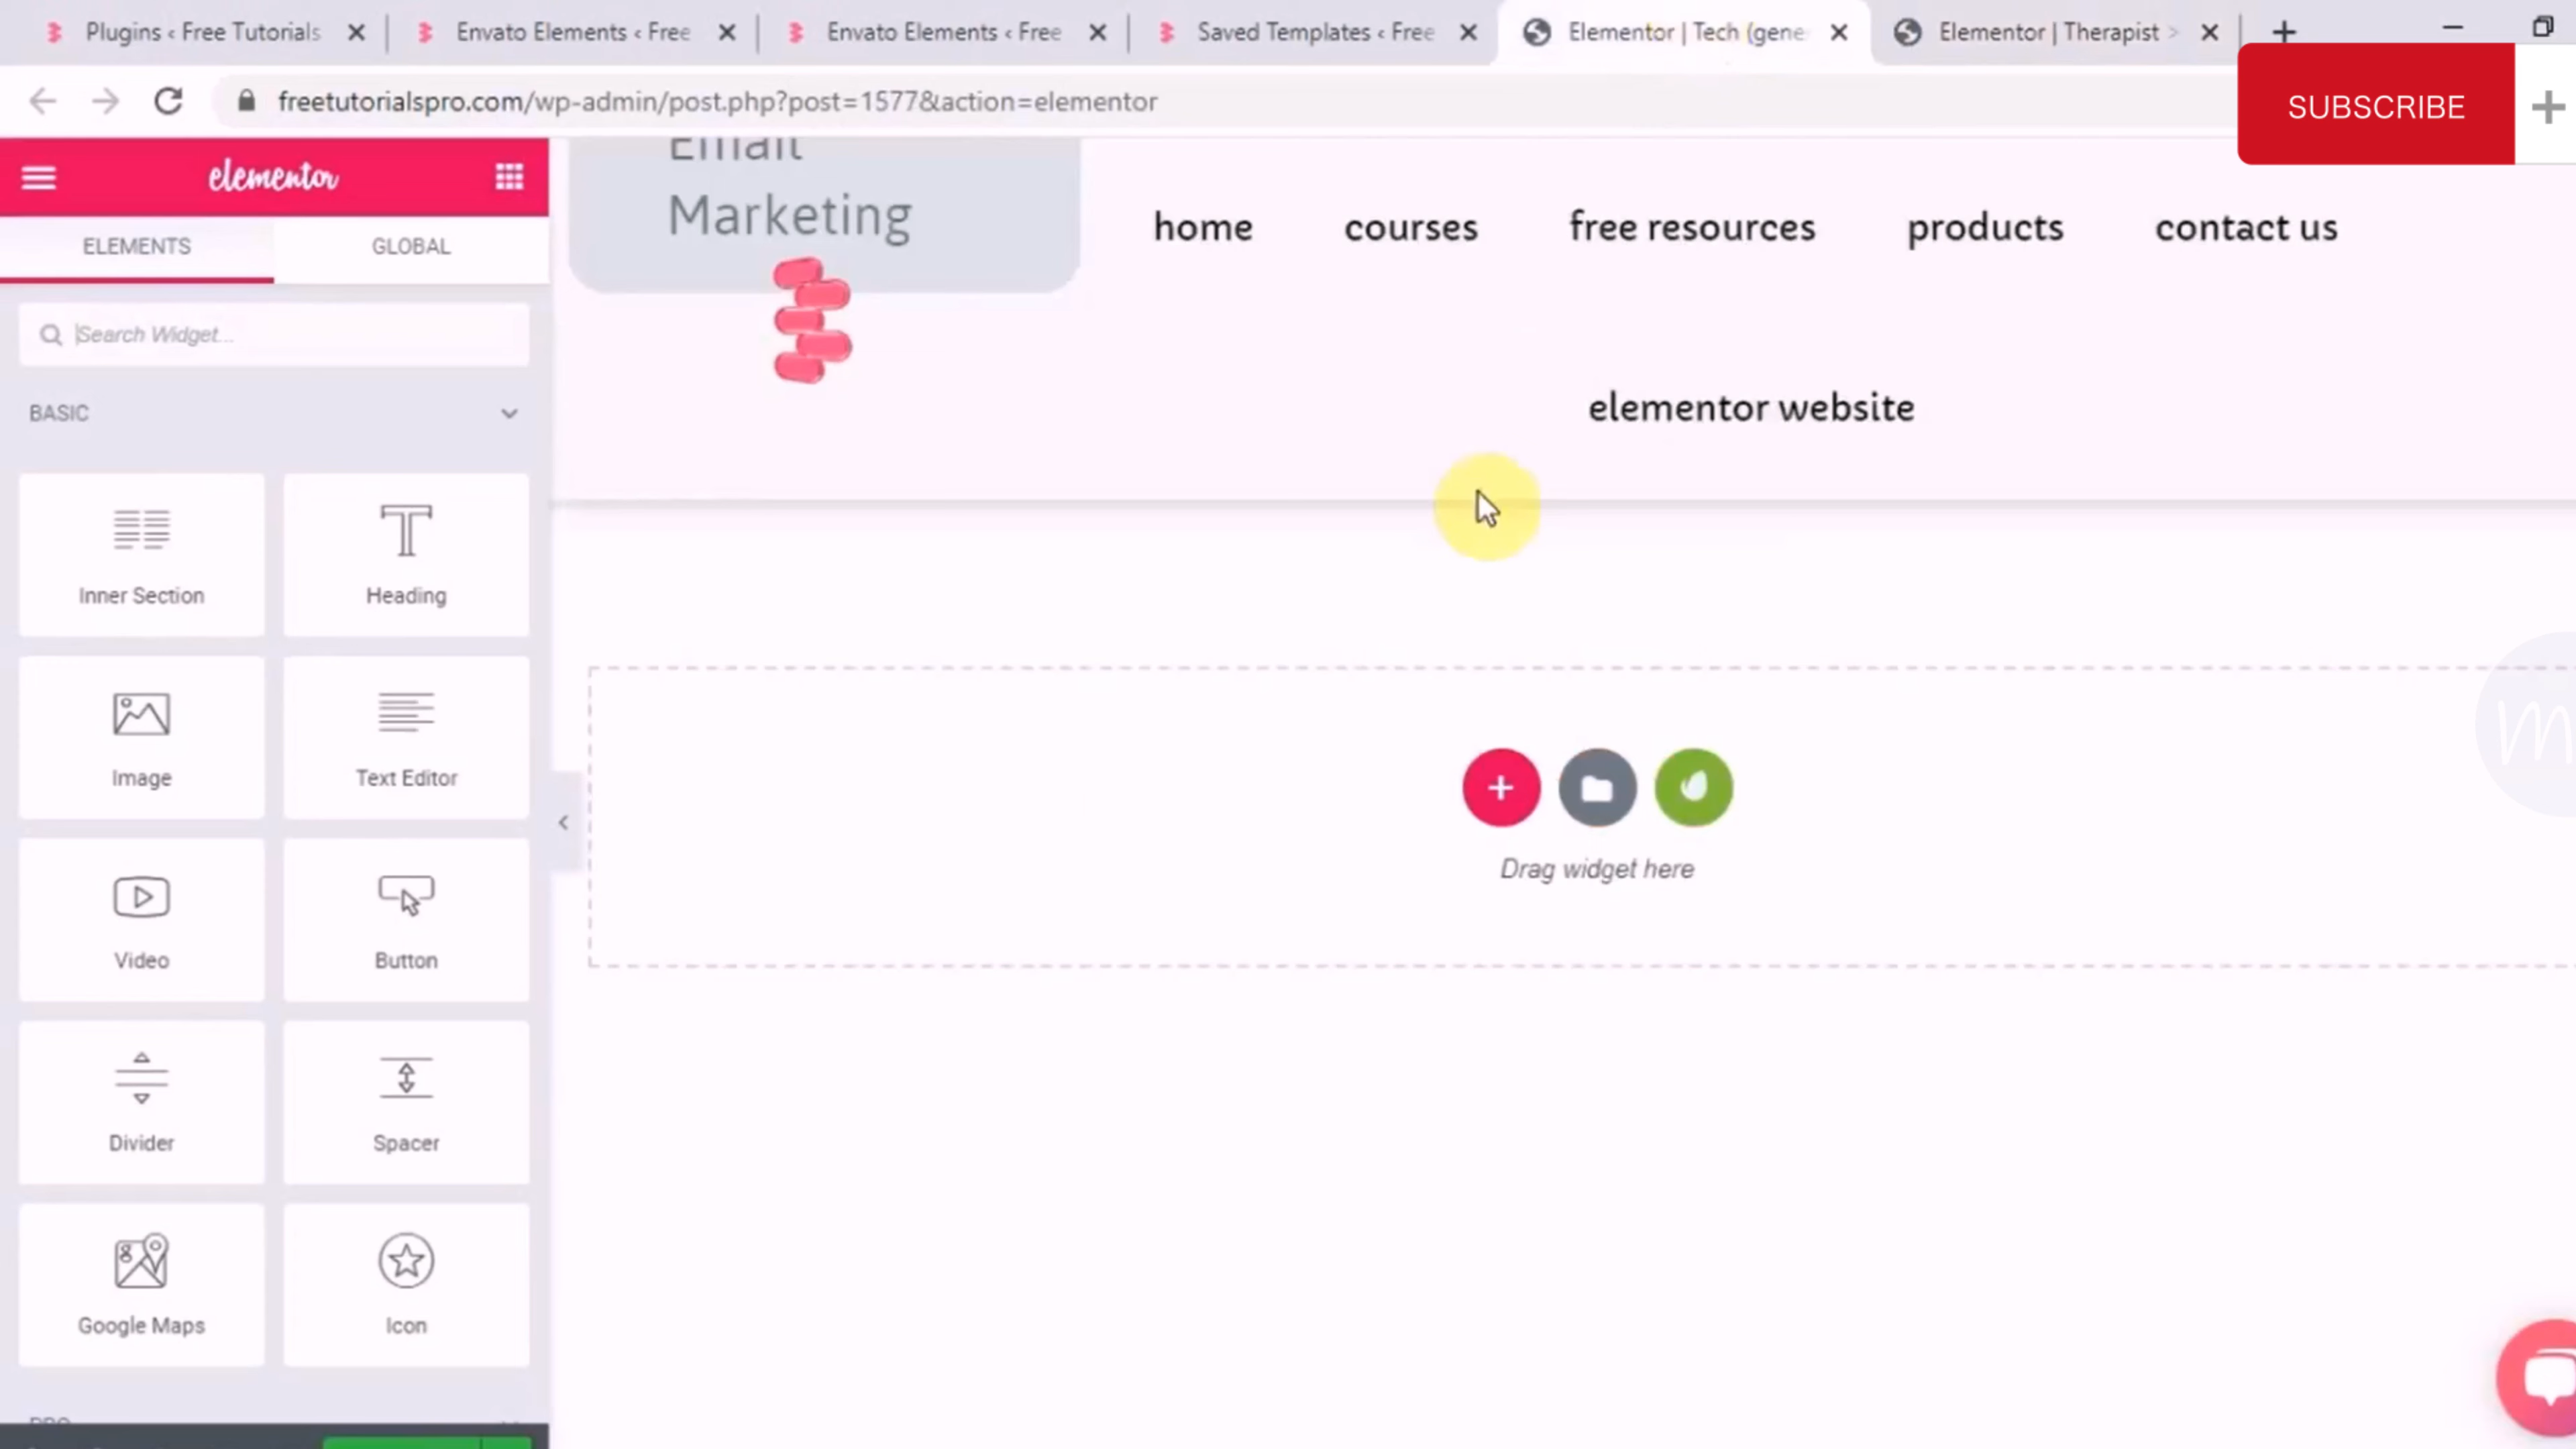 Plugins ‹ Free Tutorials
Envato Elements ‹ Free
Envato Elements ‹ Free
Saved Templates ‹ Free
Elementor | Tech (gene
Elementor | Therapist >
freetutorialspro.com/wp-admin/post.php?post=1577&action=elementor
SUBSCRIBE
elementor
ELEMENTS
GLOBAL
Search Widget...
BASIC
Inner Section
Heading
Image
Text Editor
Video
Button
Divider
Spacer
Google Maps
Icon
PRO
Email
Marketing
home
courses
free resources
products
contact us
elementor website
Drag widget here
m